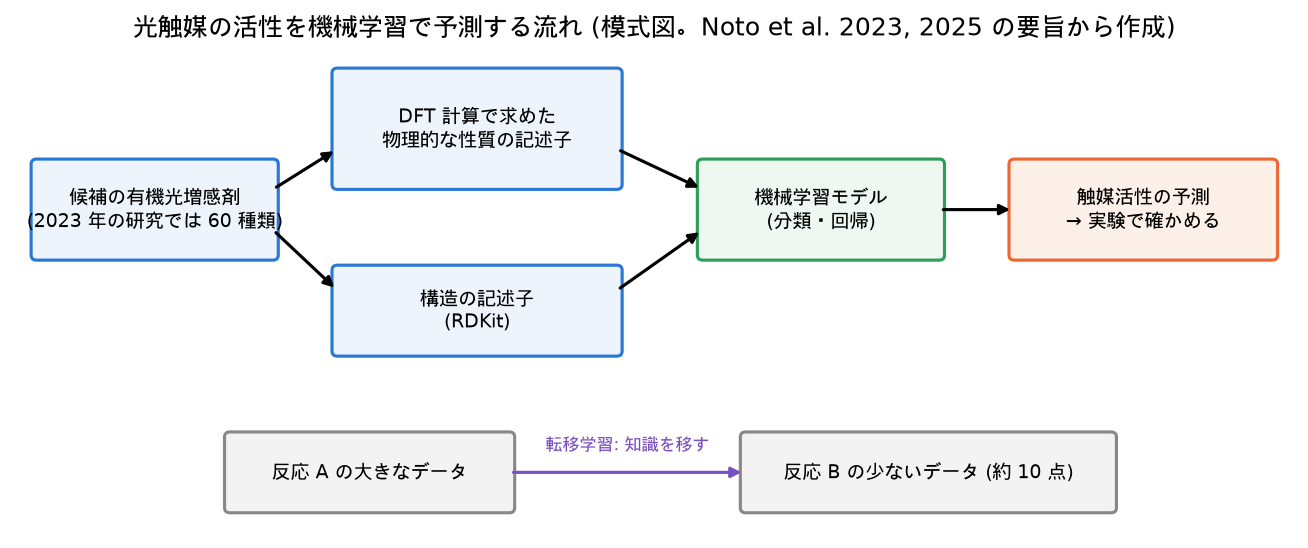 光触媒の活性を機械学習で予測する流れ (模式図。Noto et al. 2023, 2025 の要旨から作成)
DFT 計算で求めた
物理的な性質の記述子
候補の有機光増感剤
(2023 年の研究では 60 種類)
機械学習モデル
(分類・回帰)
触媒活性の予測
→ 実験で確かめる
構造の記述子
(RDKit)
転移学習: 知識を移す
反応 A の大きなデータ
反応 B の少ないデータ (約 10 点)